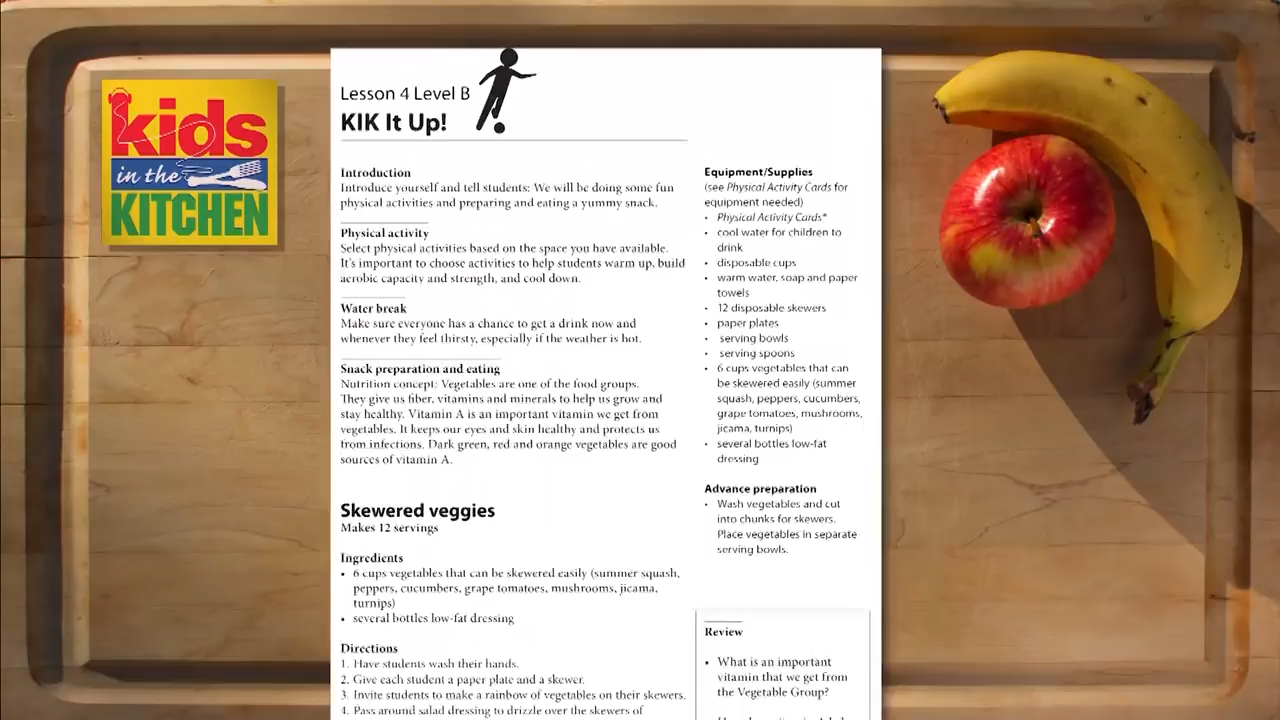 kids
in the
KITCHEN
Lesson 4 Level B
KIK It Up!
Introduction
Introduce yourself and tell students: We will be doing some fun
physical activities and preparing and eating a yummy snack.
Physical activity
Select physical activities based on the space you have available.
It's important to choose activities to help students warm up, build
aerobic capacity and strength, and cool down.
Water break
Make sure everyone has a chance to get a drink now and
whenever they feel thirsty, especially if the weather is hot.
Snack preparation and eating
Nutrition concept: Vegetables are one of the food groups.
They give us fiber, vitamins and minerals to help us grow and
stay healthy. Vitamin A is an important vitamin we get from
vegetables. It keeps our eyes and skin healthy and protects us
from infections. Dark green, red and orange vegetables are good
sources of vitamin A.
Skewered veggies
Makes 12 servings
Ingredients
• 6 cups vegetables that can be skewered easily (summer squash,
peppers, cucumbers, grape tomatoes, mushrooms, jicama,
turnips)
• several bottles low-fat dressing
Directions
1. Have students wash their hands.
2. Give each student a paper plate and a skewer.
3. Invite students to make a rainbow of vegetables on their skewers.
4. Pass around salad dressing to drizzle over the skewers of
Equipment/Supplies
(see Physical Activity Cards for
equipment needed)
• Physical Activity Cards*
• cool water for children to
drink
• disposable cups
• warm water, soap and paper
towels
• 12 disposable skewers
• paper plates
• serving bowls
• serving spoons
• 6 cups vegetables that can
be skewered easily (summer
squash, peppers, cucumbers,
grape tomatoes, mushrooms,
jicama, turnips)
• several bottles low-fat
dressing
Advance preparation
• Wash vegetables and cut
into chunks for skewers.
Place vegetables in separate
serving bowls.
Review
• What is an important
vitamin that we get from
the Vegetable Group?